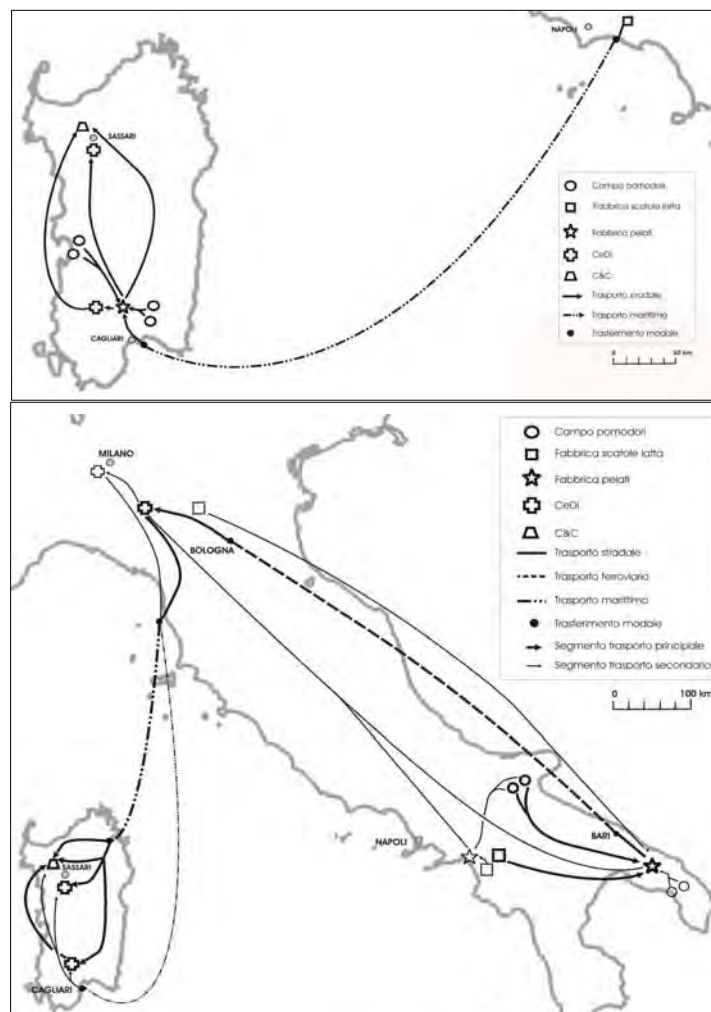 NAPOLI
SASSARI
CAGLIARI
Campo pomodori
Fabbrica scatole latta
Fabbrica pelati
CeDi
C&C
Trasporto stradale
Trasporto marittimo
Trasferimento modale
0 60 km
MILANO
BOLOGNA
BARI
NAPOLI
SASSARI
CAGLIARI
Campo pomodori
Fabbrica scatole latta
Fabbrica pelati
CeDi
C&C
Trasporto stradale
Trasporto ferroviario
Trasporto marittimo
Trasferimento modale
Segmento trasporto principale
Segmento trasporto secondario
0 100 km